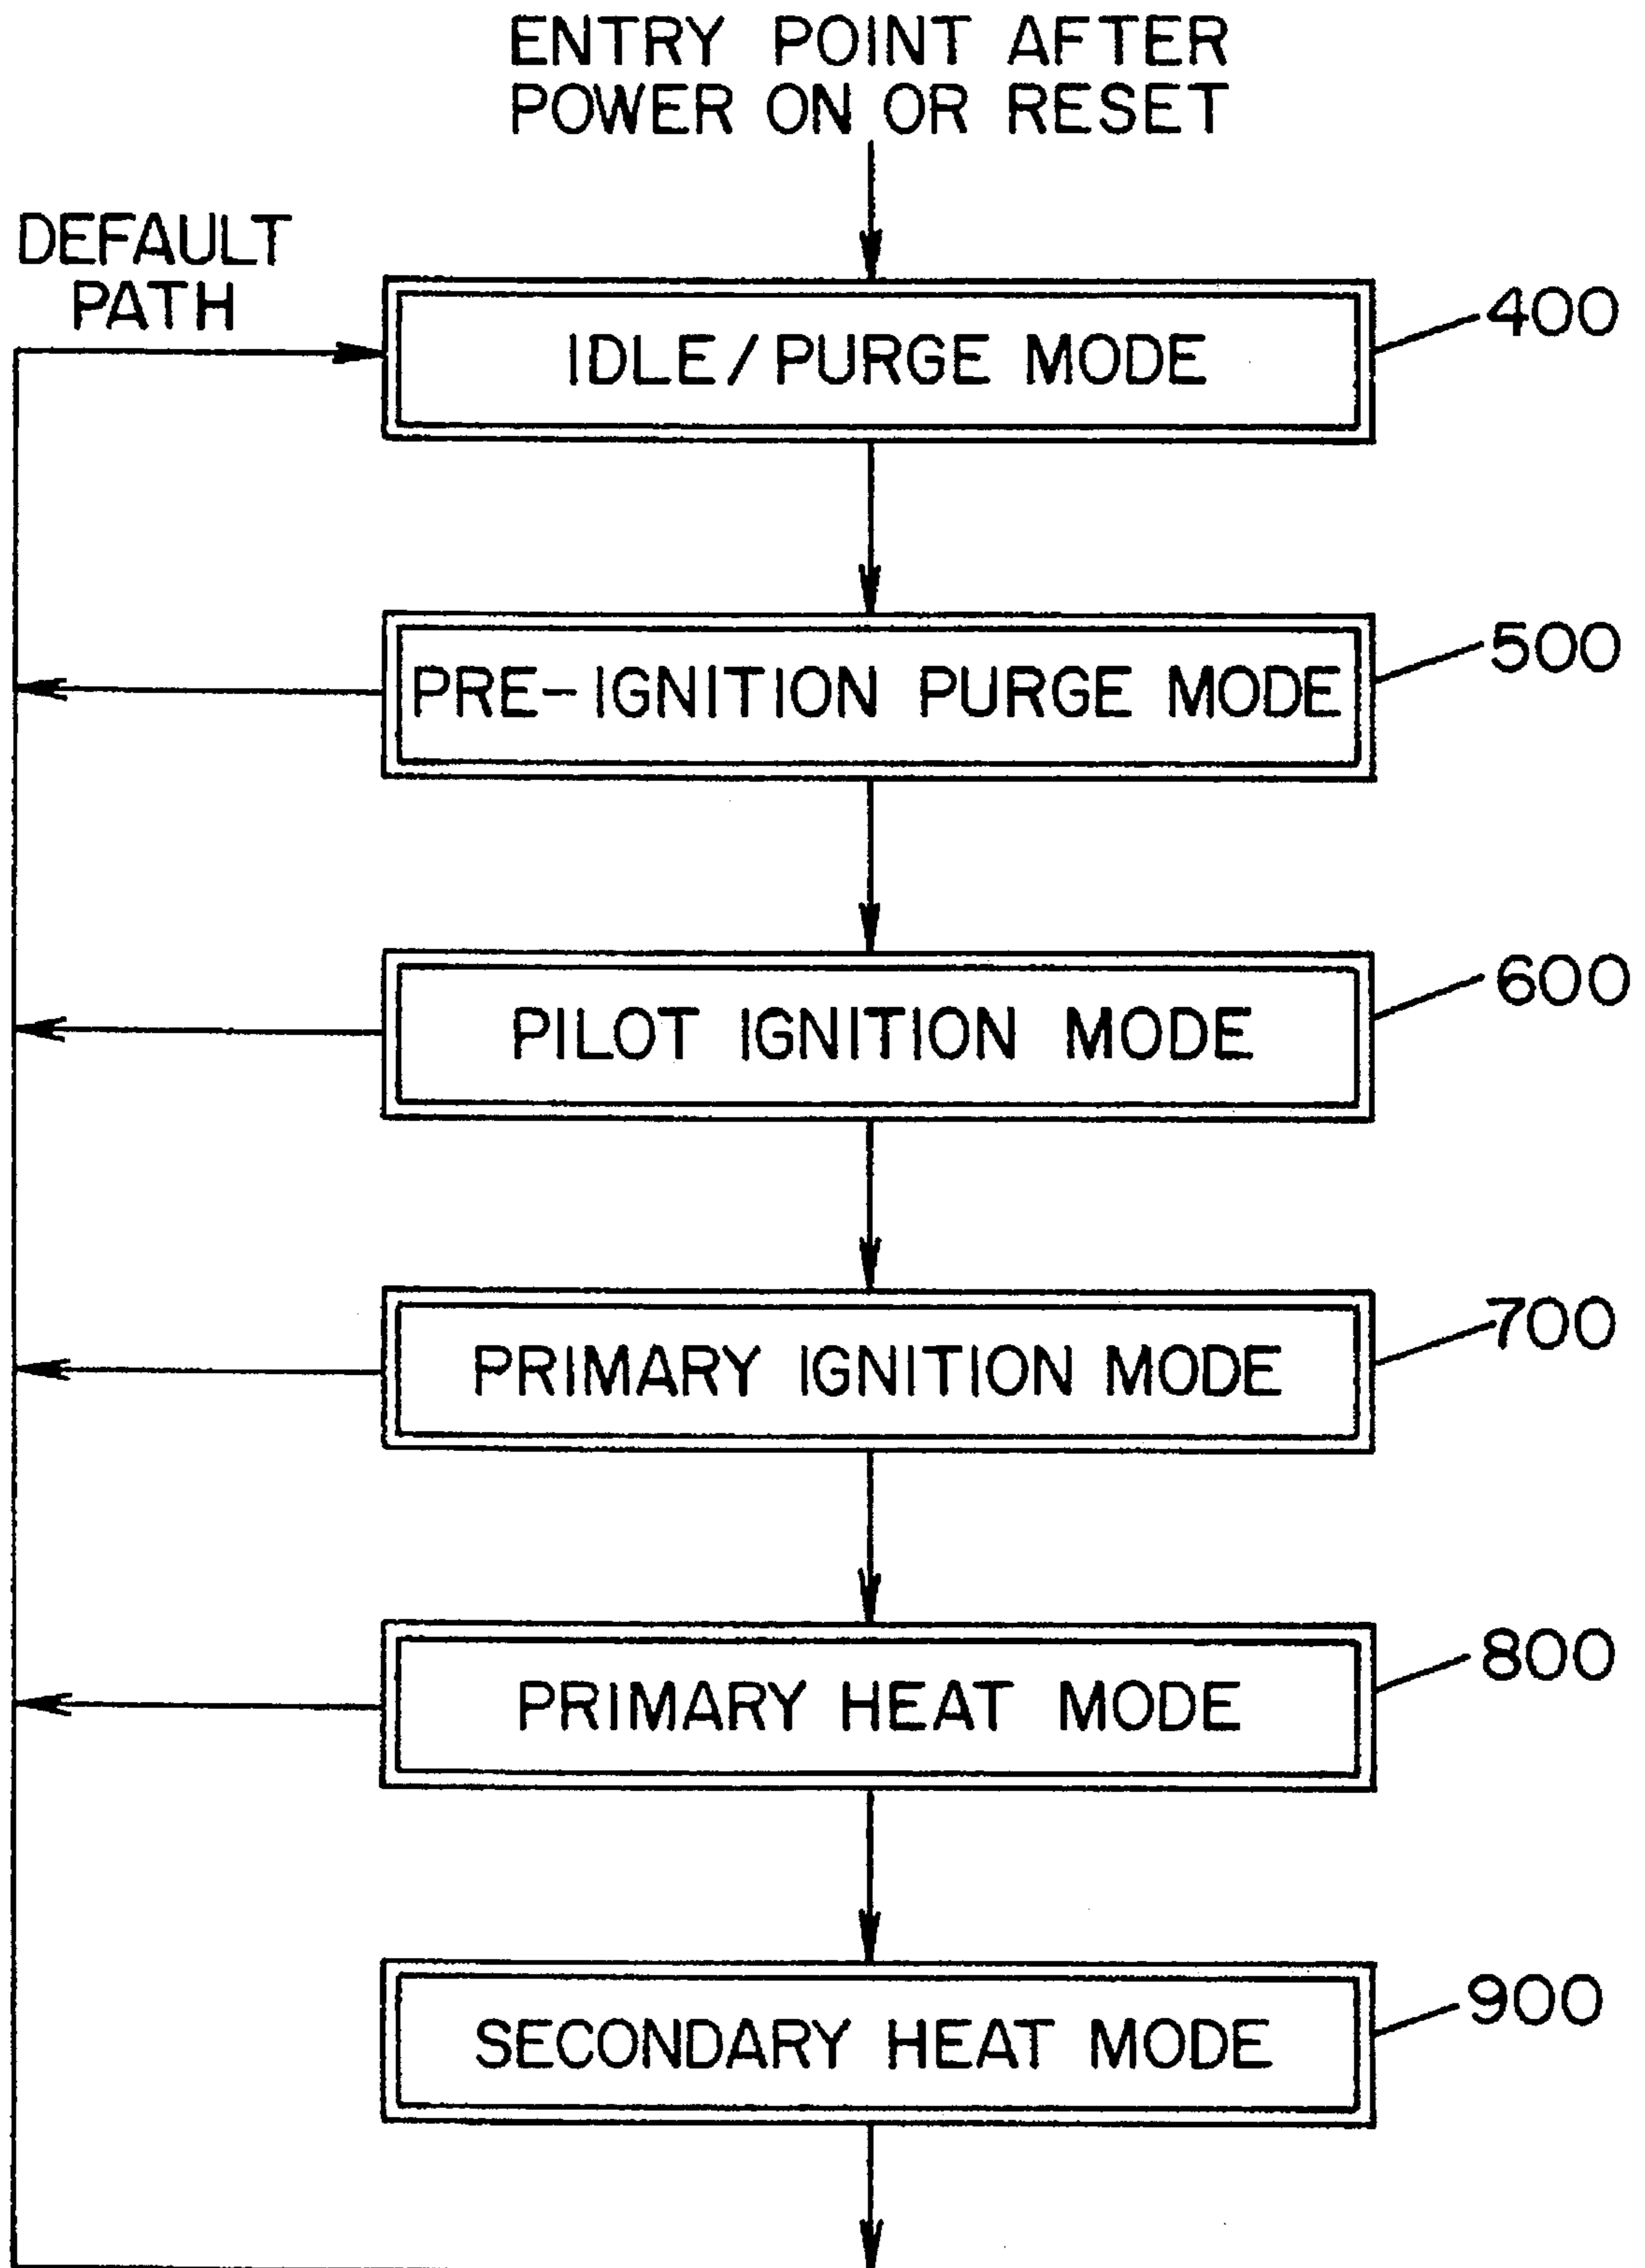 ENTRY POINT AFTER
POWER ON OR RESET
DEFAULT
PATH
IDLE/PURGE MODE
400
PRE-IGNITION PURGE MODE
500
PILOT IGNITION MODE
600
PRIMARY IGNITION MODE
700
PRIMARY HEAT MODE
800
SECONDARY HEAT MODE
900